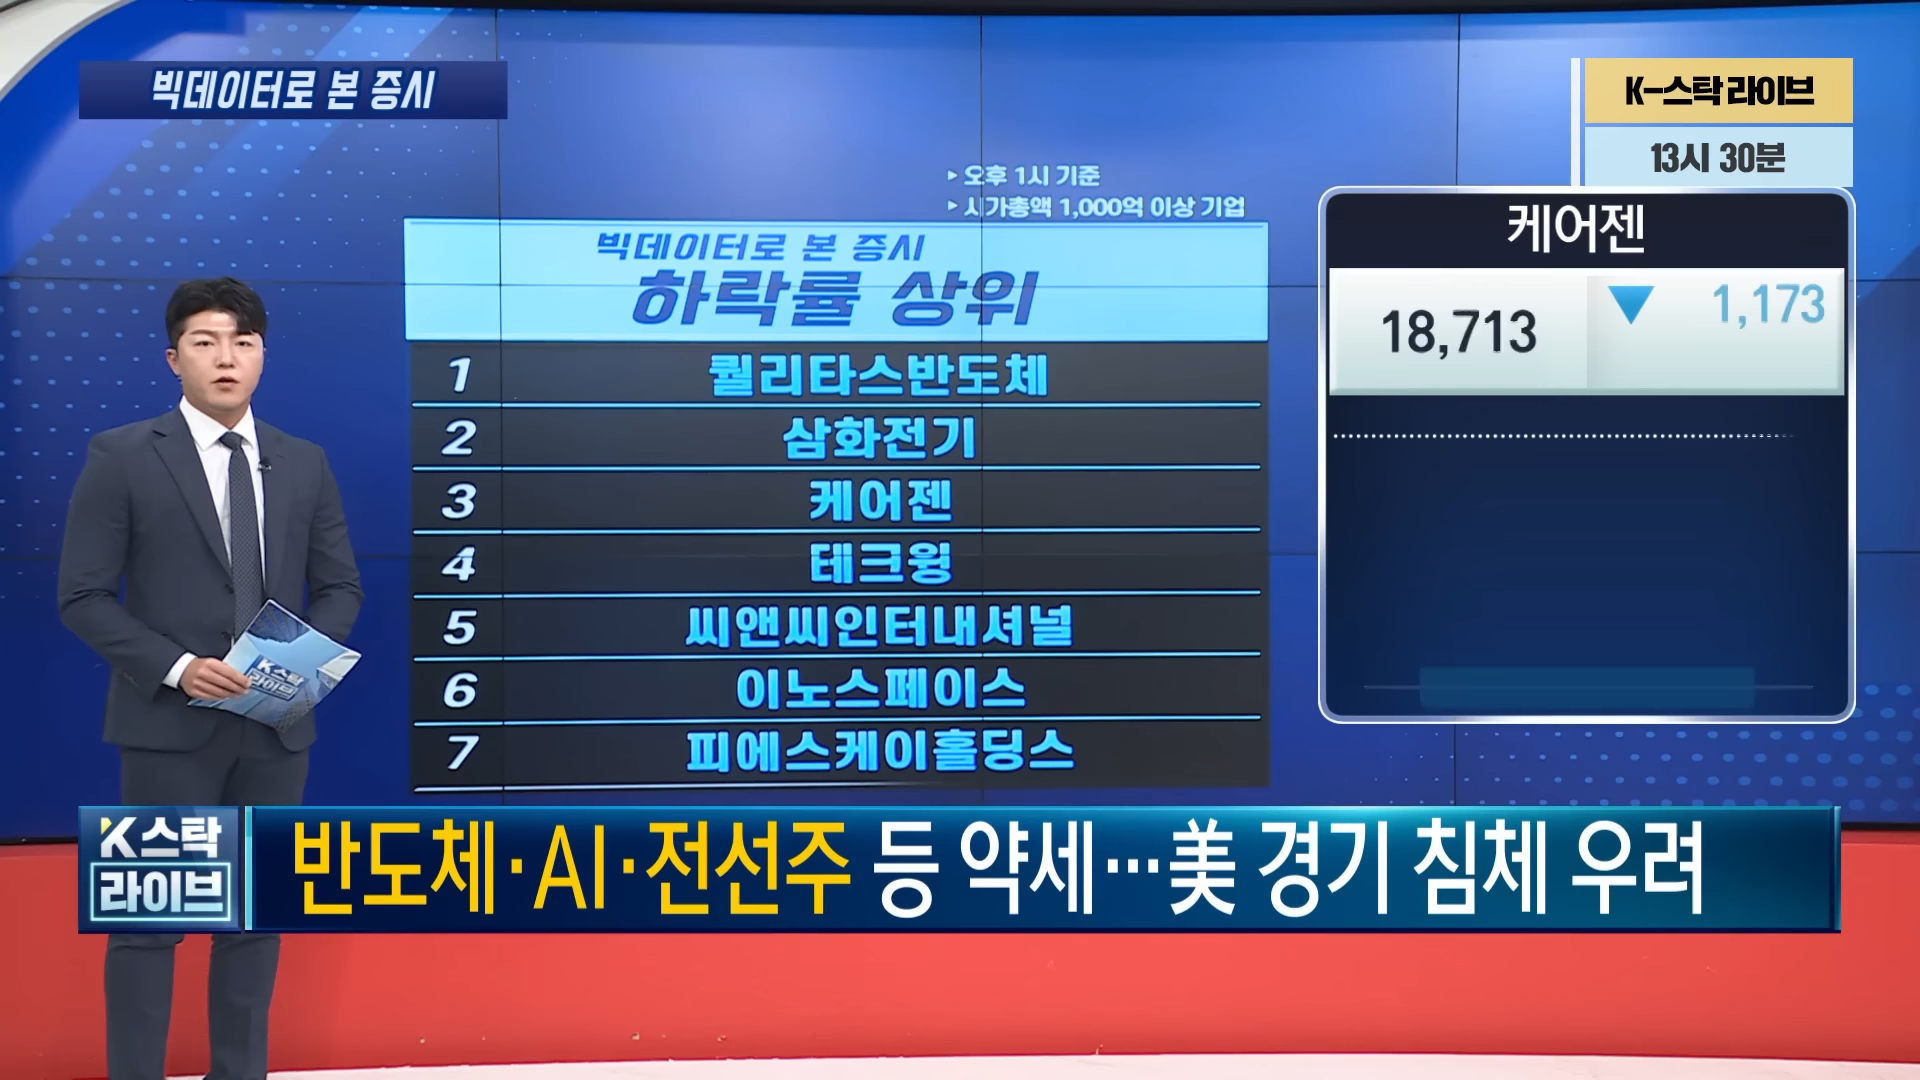 빅데이터로 본 증시
K-스탁 라이브
13시 30분
▸ 오후 1시 기준
▸ 시가총액 1,000억 이상 기업
빅데이터로 본 증시
하락률 상위
1 퀄리타스반도체
2 삼화전기
3 케어젠
4 테크윙
5 씨앤씨인터내셔널
6 이노스페이스
7 피에스케이홀딩스
케어젠
18,713 ▼ 1,173
K스탁
라이브
K스탁
라이브
반도체·AI·전선주 등 약세…美 경기 침체 우려